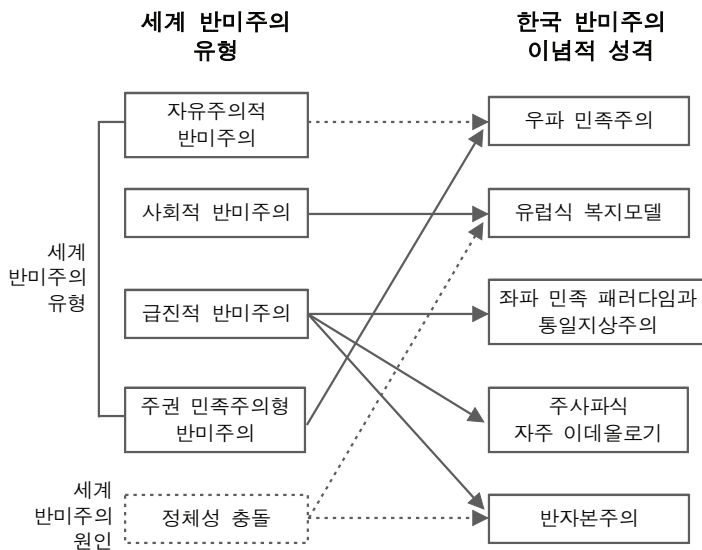 세계 반미주의
유형
한국 반미주의
이념적 성격
자유주의적
반미주의
우파 민족주의
사회적 반미주의
유럽식 복지모델
세계
반미주의
유형
급진적 반미주의
좌파 민족 패러다임과
통일지상주의
주권 민족주의형
반미주의
주사파식
자주 이데올로기
세계
반미주의
원인
정체성 충돌
반자본주의